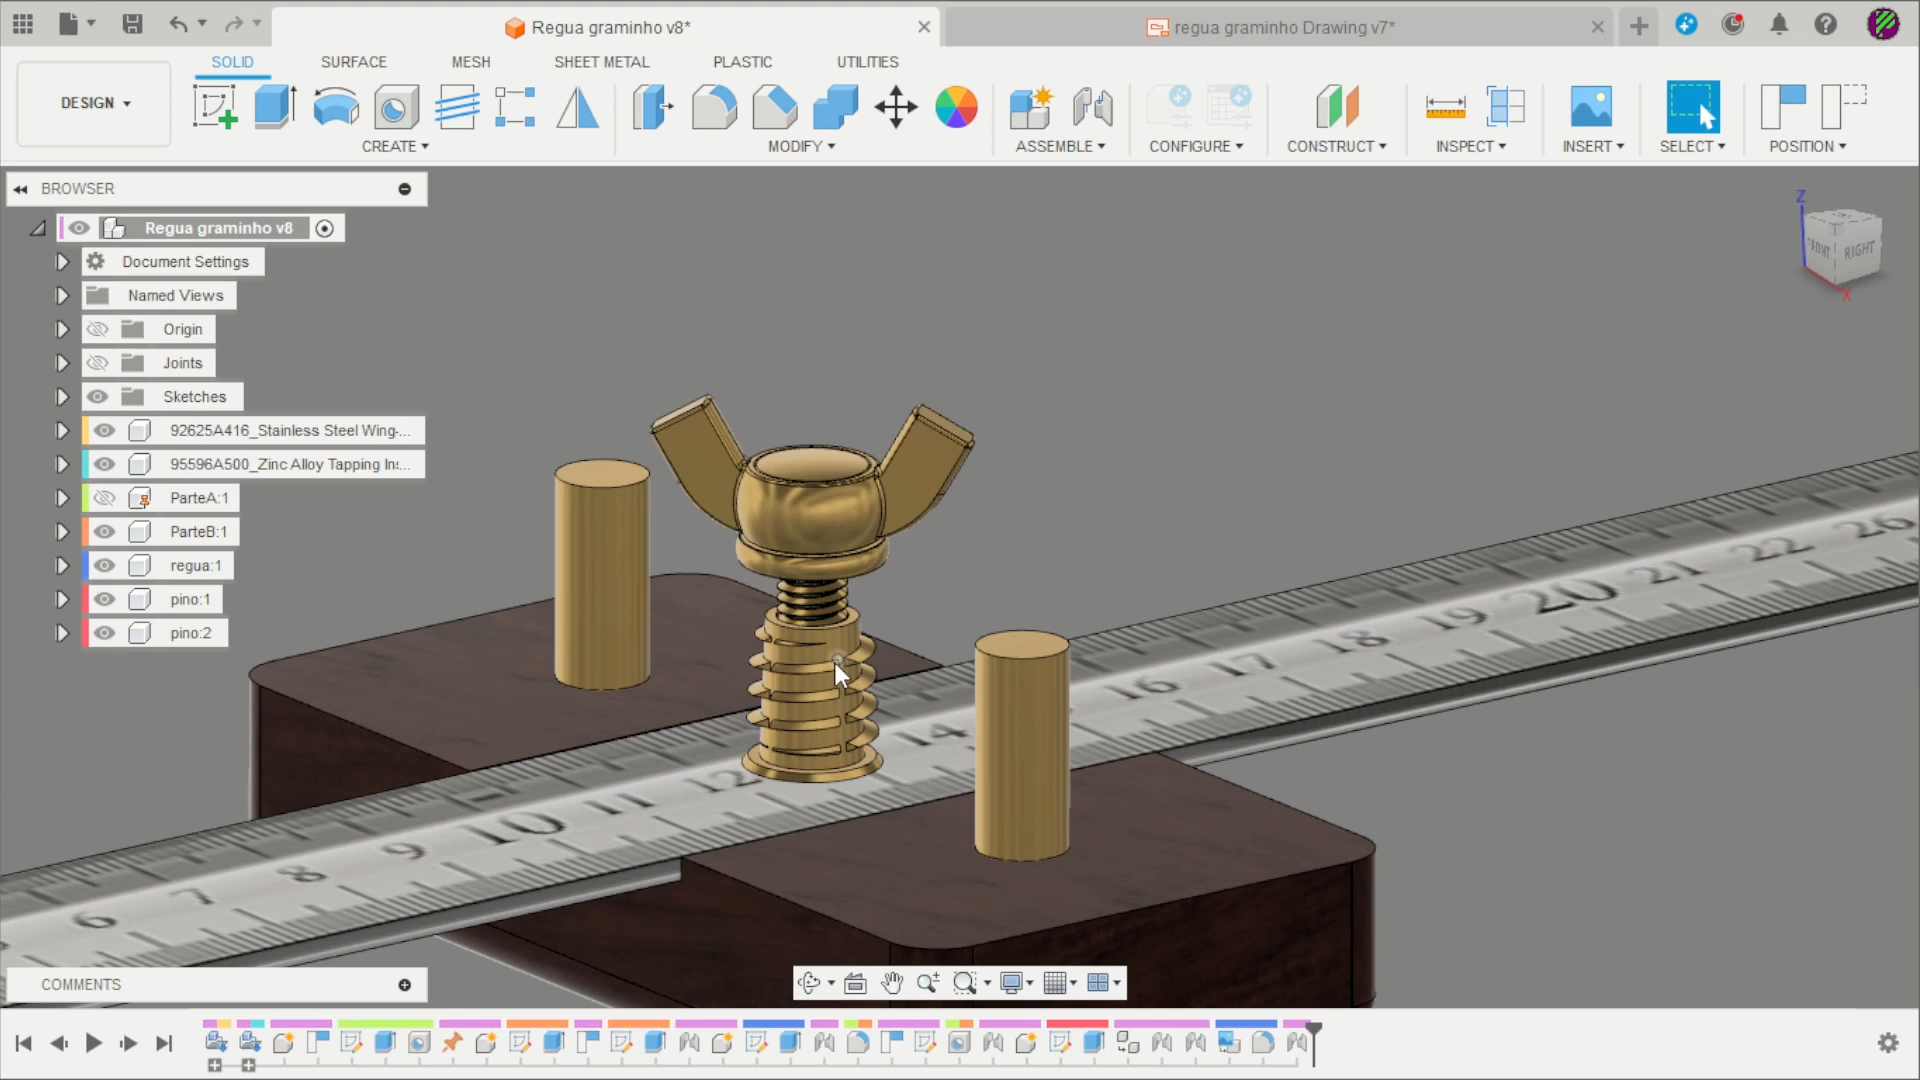 Regua graminho v8*
regua graminho Drawing v7*
SOLID
SURFACE
MESH
SHEET METAL
PLASTIC
UTILITIES
DESIGN
CREATE
MODIFY
ASSEMBLE
CONFIGURE
CONSTRUCT
INSPECT
INSERT
SELECT
POSITION
BROWSER
Regua graminho v8
Document Settings
Named Views
Origin
Joints
Sketches
92625A416_Stainless Steel Wing-...
95596A500_Zinc Alloy Tapping Ins...
ParteA:1
ParteB:1
regua:1
pino:1
pino:2
Z
FRONT
RIGHT
X
6 7 8 9 10 11 12 14 16 17 18 19 20 21 22 26
COMMENTS